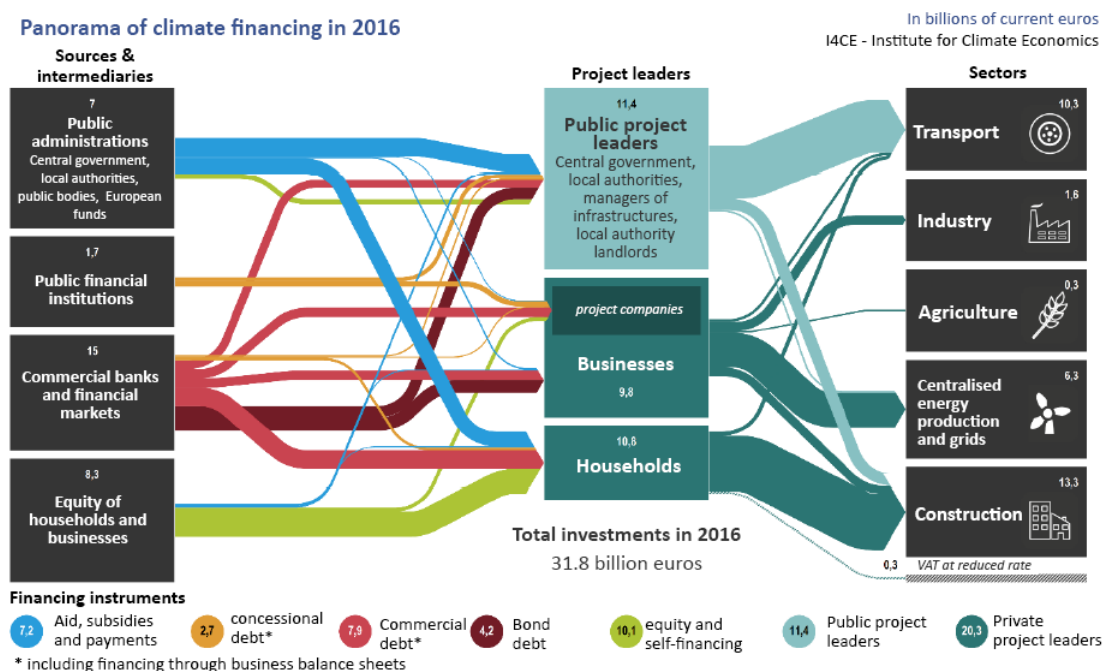 Panorama of climate financing in 2016
In billions of current euros
I4CE - Institute for Climate Economics
Sources &
intermediaries
Project leaders
Sectors
7
Public
administrations
Central government,
local authorities,
public bodies, European
funds
1,7
Public financial
institutions
15
Commercial banks
and financial
markets
8,3
Equity of
households and
businesses
11,4
Public project
leaders
Central government,
local authorities,
managers of
infrastructures,
local authority
landlords
project companies
Businesses
9,8
10,6
Households
Total investments in 2016
31.8 billion euros
10,3
Transport
1,6
Industry
0,3
Agriculture
6,3
Centralised
energy
production
and grids
13,3
Construction
0,3 VAT at reduced rate
Financing instruments
7,2 Aid, subsidies
and payments
2,7 concessional
debt*
7,9 Commercial
debt*
4,2 Bond
debt
10,1 equity and
self-financing
11,4 Public project
leaders
20,3 Private
project leaders
* including financing through business balance sheets